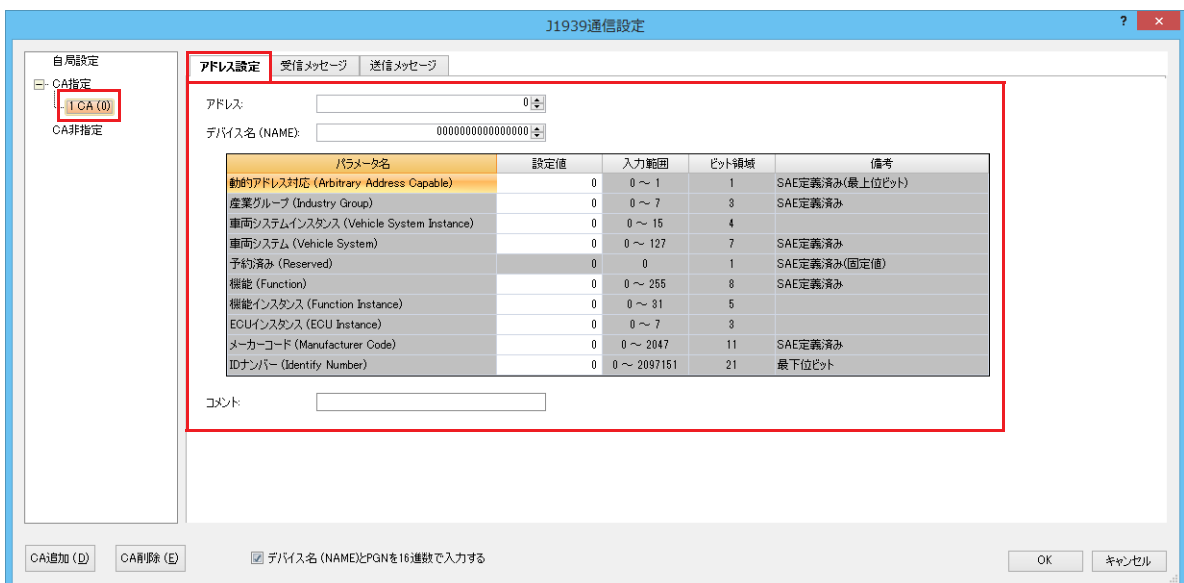 J1939通信設定
? ×
自局設定
CA指定
1 CA (0)
CA非指定
アドレス設定 受信メッセージ 送信メッセージ
アドレス: 0
デバイス名 (NAME): 0000000000000000
パラメータ名 設定値 入力範囲 ビット領域 備考
動的アドレス対応 (Arbitrary Address Capable) 0 0 ~ 1 1 SAE定義済み(最上位ビット)
産業グループ (Industry Group) 0 0 ~ 7 3 SAE定義済み
車両システムインスタンス (Vehicle System Instance) 0 0 ~ 15 4
車両システム (Vehicle System) 0 0 ~ 127 7 SAE定義済み
予約済み (Reserved) 0 0 1 SAE定義済み(固定値)
機能 (Function) 0 0 ~ 255 8 SAE定義済み
機能インスタンス (Function Instance) 0 0 ~ 31 5
ECUインスタンス (ECU Instance) 0 0 ~ 7 3
メーカーコード (Manufacturer Code) 0 0 ~ 2047 11 SAE定義済み
IDナンバー (Identify Number) 0 0 ~ 2097151 21 最下位ビット
コメント:
CA追加 (D) CA削除 (E) デバイス名 (NAME)とPGNを16進数で入力する OK キャンセル